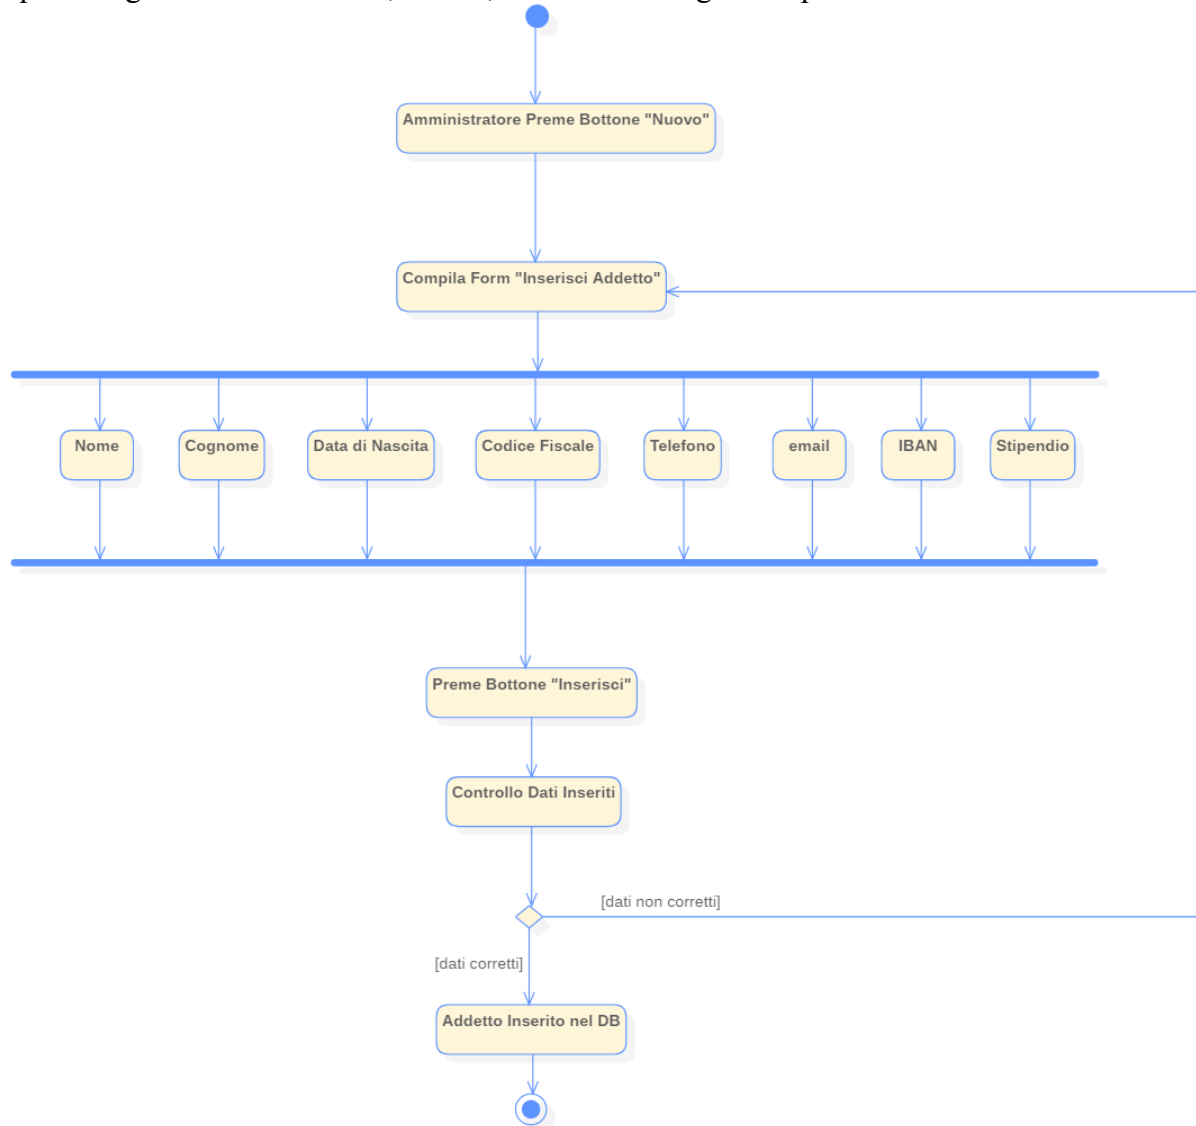 Amministratore Preme Bottone "Nuovo"
Compila Form "Inserisci Addetto"
Nome Cognome Data di Nascita Codice Fiscale Telefono email IBAN Stipendio
Preme Bottone "Inserisci"
Controllo Dati Inseriti
[dati non corretti]
[dati corretti]
Addetto Inserito nel DB